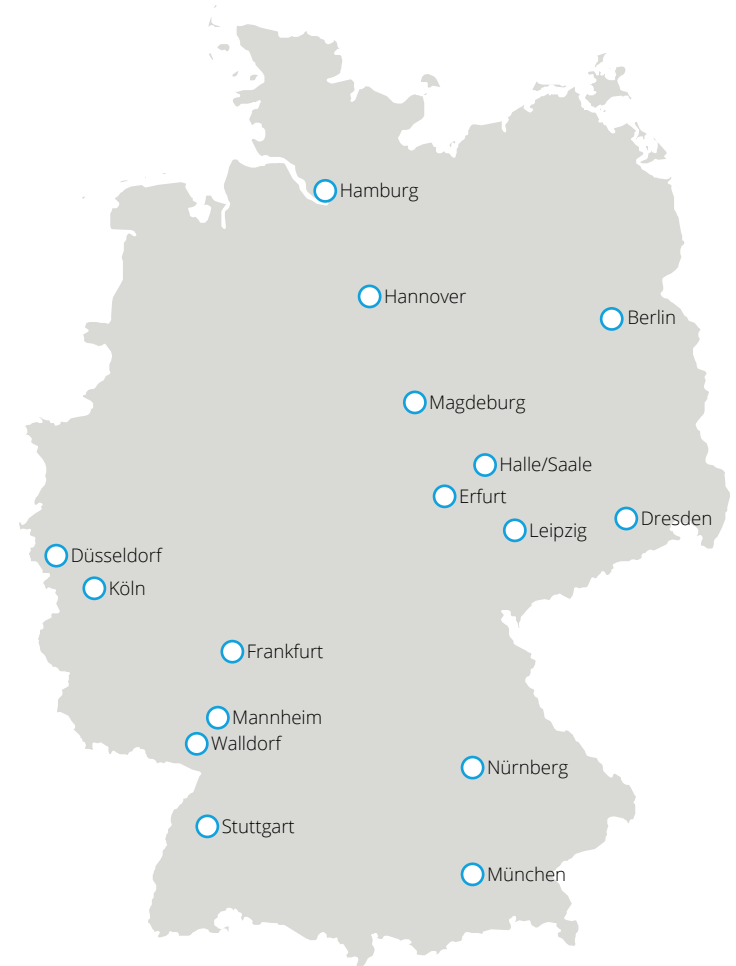 Hamburg
Hannover
Berlin
Magdeburg
Halle/Saale
Erfurt
Dresden
Leipzig
Düsseldorf
Köln
Frankfurt
Mannheim
Walldorf
Nürnberg
Stuttgart
München